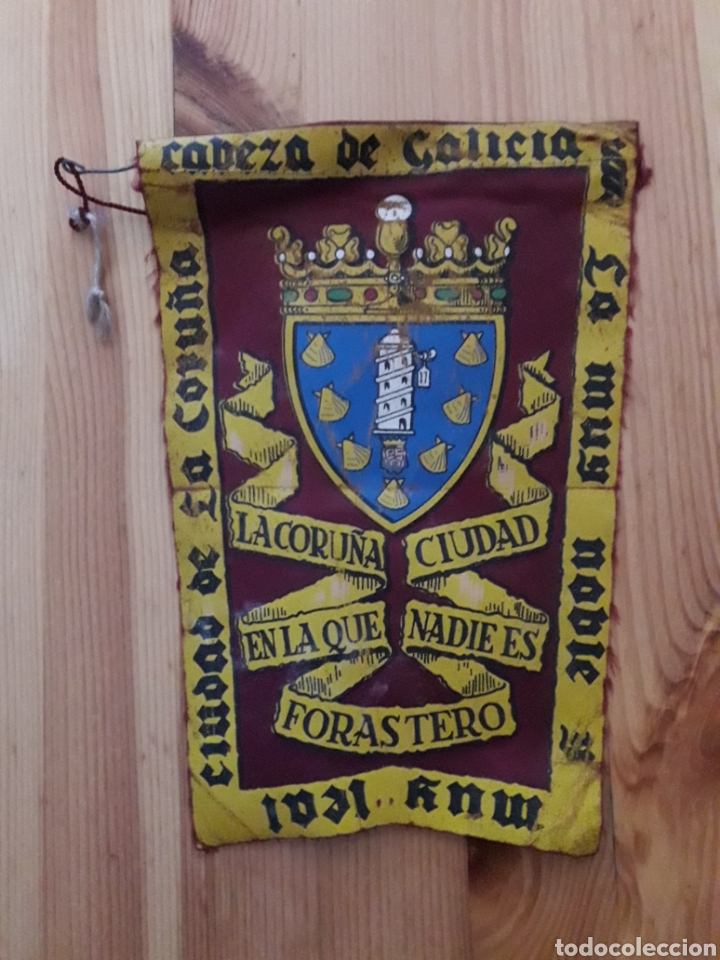 cabeza de Galicia
La muy noble
muy leal
ciudad de La Coruña
LA CORUÑA CIUDAD
EN LA QUE NADIE ES
FORASTERO
todocoleccion